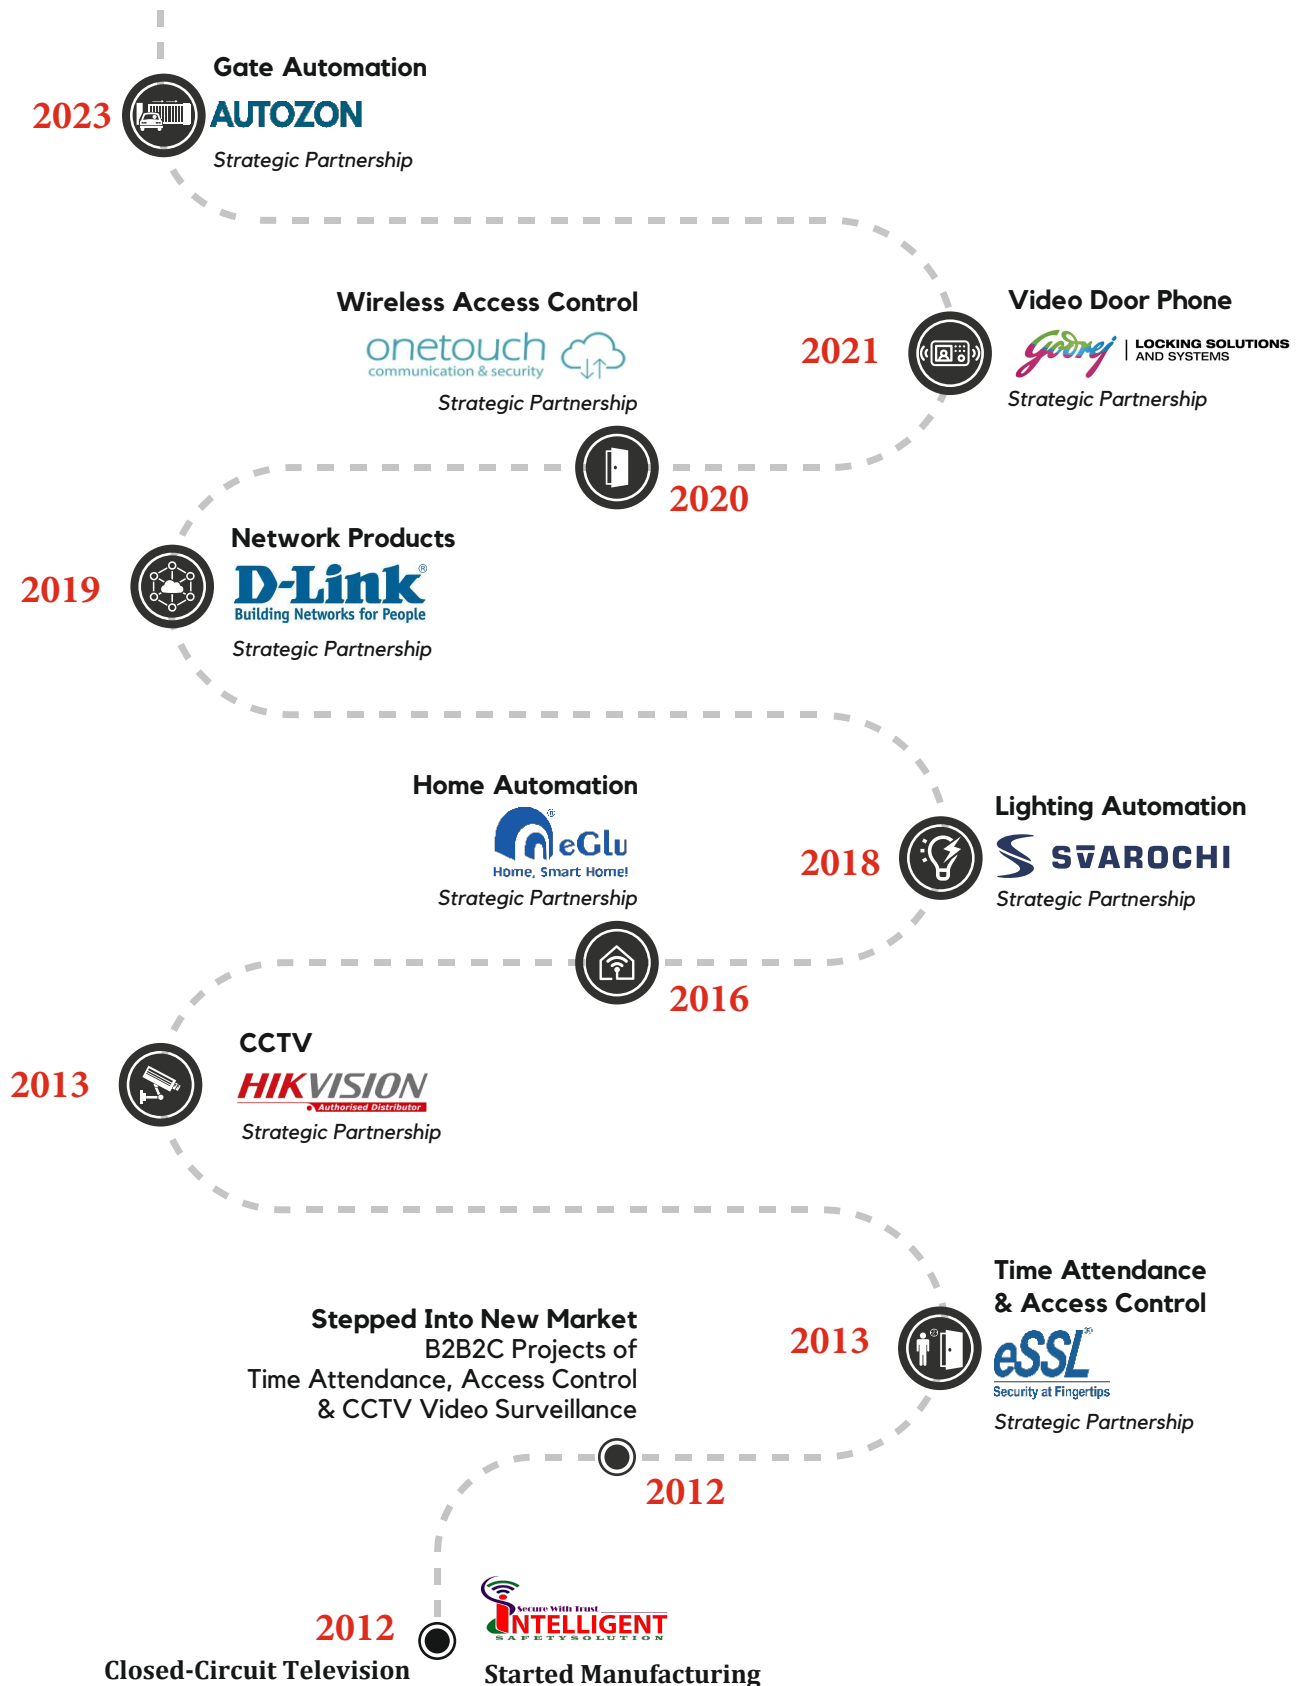 Gate Automation
2023
AUTOZON
Strategic Partnership
Wireless Access Control
onetouch
communication & security
Strategic Partnership
2020
Video Door Phone
2021
Godrej
LOCKING SOLUTIONS
AND SYSTEMS
Strategic Partnership
Network Products
2019
D-Link®
Building Networks for People
Strategic Partnership
Home Automation
eGlu®
Home, Smart Home!
Strategic Partnership
2016
Lighting Automation
2018
SVAROCHI
Strategic Partnership
CCTV
2013
HIKVISION
Authorised Distributor
Strategic Partnership
Time Attendance
& Access Control
2013
eSSL®
Security at Fingertips
Strategic Partnership
Stepped Into New Market
B2B2C Projects of
Time Attendance, Access Control
& CCTV Video Surveillance
2012
2012
Closed-Circuit Television
Secure With Trust
INTELLIGENT
SAFETYSOLUTION
Started Manufacturing